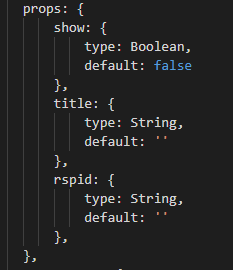 props: {
    show: {
        type: Boolean,
        default: false
    },
    title: {
        type: String,
        default: ''
    },
    rspid: {
        type: String,
        default: ''
    },
},